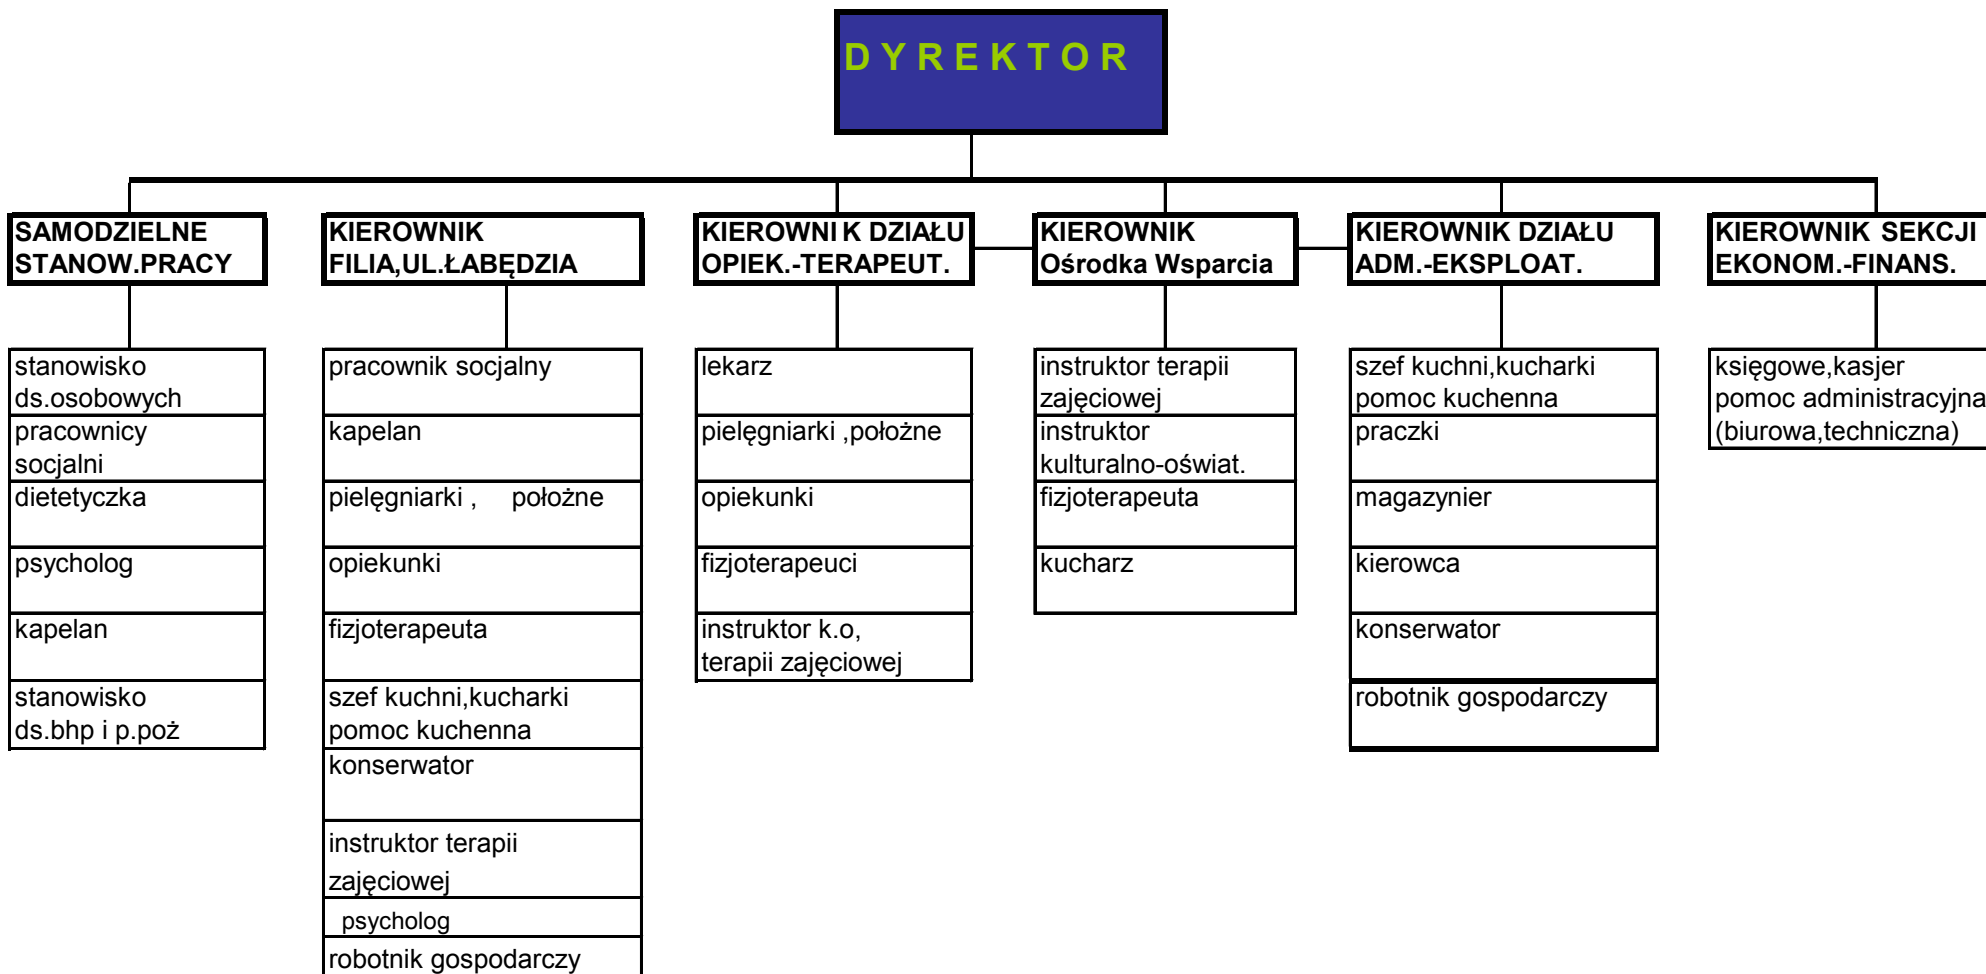 D Y R E K T O R
SAMODZIELNE
STANOW.PRACY
stanowisko
ds.osobowych
pracownicy
socjalni
dietetyczka
psycholog
kapelan
stanowisko
ds.bhp i p.poż
KIEROWNIK
FILIA,UL.ŁABĘDZIA
pracownik socjalny
kapelan
pielęgniarki , położne
opiekunki
fizjoterapeuta
szef kuchni,kucharki
pomoc kuchenna
konserwator
instruktor terapii
zajęciowej
psycholog
robotnik gospodarczy
KIEROWNI K DZIAŁU
OPIEK.-TERAPEUT.
lekarz
pielęgniarki ,położne
opiekunki
fizjoterapeuci
instruktor k.o,
terapii zajęciowej
KIEROWNIK
Ośrodka Wsparcia
instruktor terapii
zajęciowej
instruktor
kulturalno-oświat.
fizjoterapeuta
kucharz
KIEROWNIK DZIAŁU
ADM.-EKSPLOAT.
szef kuchni,kucharki
pomoc kuchenna
praczki
magazynier
kierowca
konserwator
robotnik gospodarczy
KIEROWNIK SEKCJI
EKONOM.-FINANS.
księgowe,kasjer
pomoc administracyjna
(biurowa,techniczna)